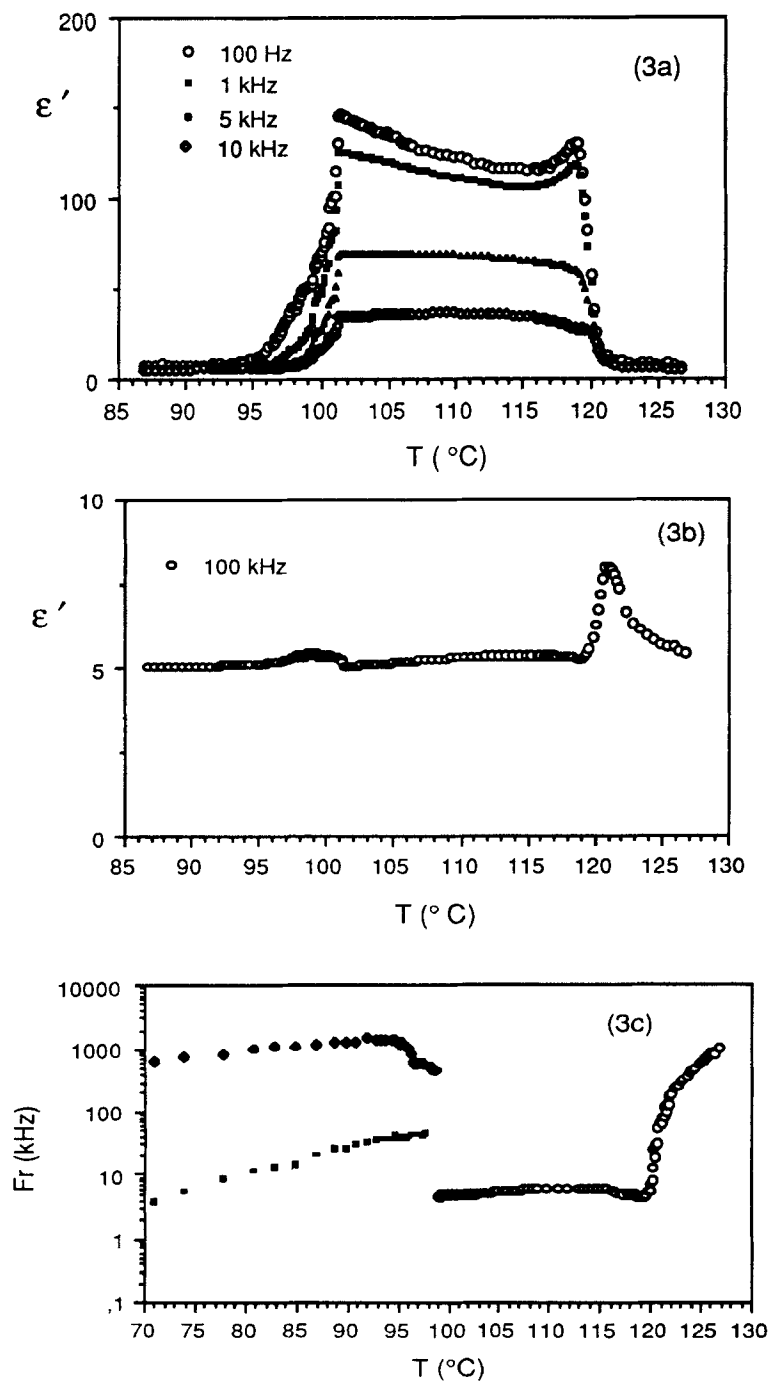 200
100
0
ε′
100 Hz
1 kHz
5 kHz
10 kHz
(3a)
85 90 95 100 105 110 115 120 125 130
T ( °C)
10
5
0
ε′
100 kHz
(3b)
85 90 95 100 105 110 115 120 125 130
T (° C)
10000
1000
100
10
1
,1
Fr (kHz)
(3c)
70 75 80 85 90 95 100 105 110 115 120 125 130
T (°C)